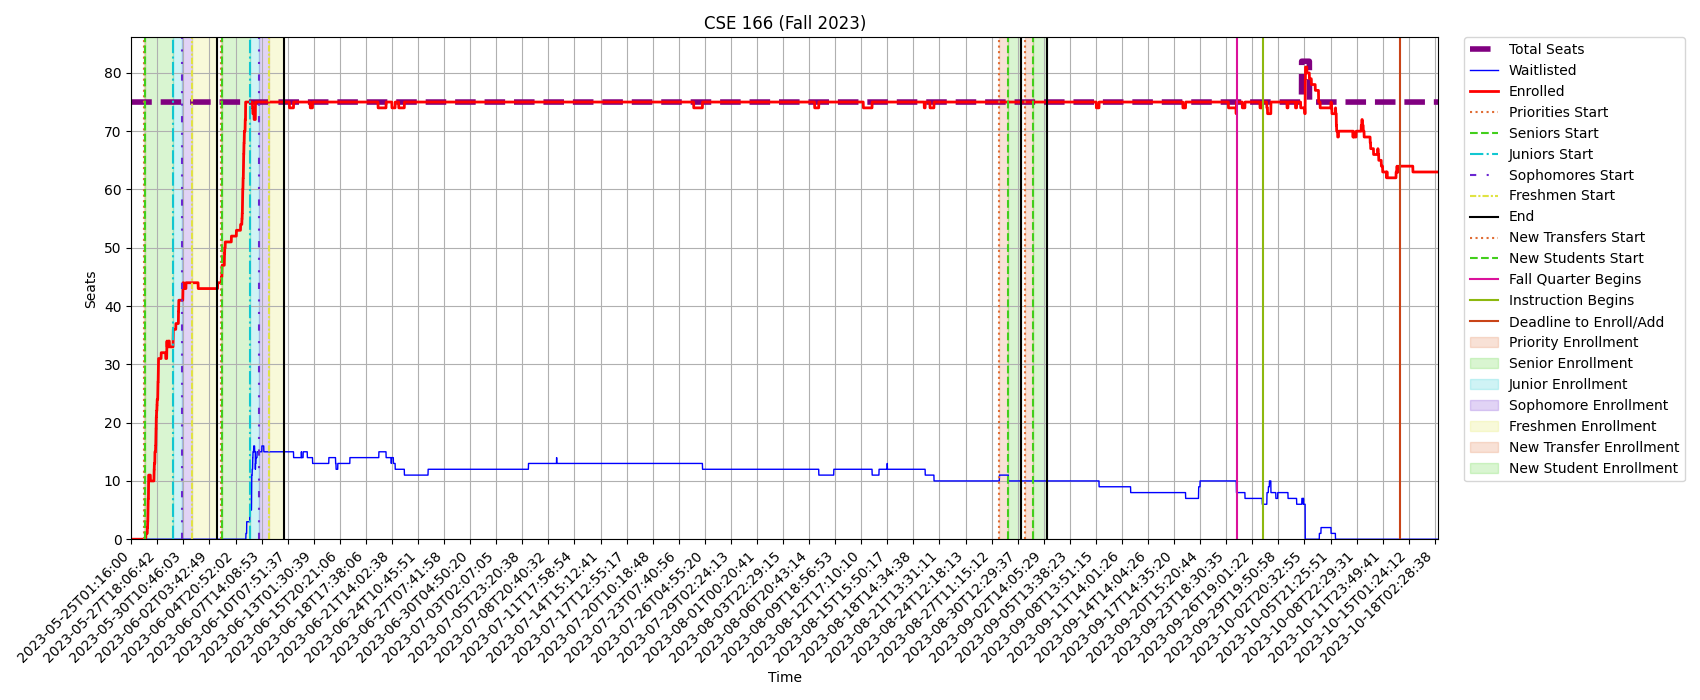 CSE 166 (Fall 2023)
Seats
80
70
60
50
40
30
20
10
0
2023-05-25T01:16:00
2023-05-27T18:06:42
2023-05-30T10:46:03
2023-06-02T03:42:49
2023-06-04T20:52:02
2023-06-07T14:08:53
2023-06-10T07:51:37
2023-06-13T01:30:39
2023-06-15T20:21:06
2023-06-18T17:38:06
2023-06-21T14:02:38
2023-06-24T10:45:51
2023-06-27T07:41:58
2023-06-30T04:50:20
2023-07-03T02:07:05
2023-07-05T23:20:38
2023-07-08T20:40:32
2023-07-11T17:58:54
2023-07-14T15:12:41
2023-07-17T12:55:17
2023-07-20T10:18:48
2023-07-23T07:40:56
2023-07-26T04:55:20
2023-07-29T02:24:13
2023-08-01T00:20:41
2023-08-03T22:29:15
2023-08-06T20:43:14
2023-08-09T18:56:53
2023-08-12T17:10:10
2023-08-15T15:50:17
2023-08-18T14:34:38
2023-08-21T13:31:11
2023-08-24T12:18:13
2023-08-27T11:15:12
2023-08-30T12:29:37
2023-09-02T14:05:29
2023-09-05T15:38:23
2023-09-08T13:51:15
2023-09-11T14:01:26
2023-09-14T14:04:26
2023-09-17T14:35:20
2023-09-20T15:20:44
2023-09-23T18:30:35
2023-09-26T19:01:22
2023-09-29T19:50:58
2023-10-02T20:32:55
2023-10-05T21:25:51
2023-10-08T22:29:31
2023-10-11T23:49:41
2023-10-15T01:24:12
2023-10-18T02:28:38
Time
Total Seats
Waitlisted
Enrolled
Priorities Start
Seniors Start
Juniors Start
Sophomores Start
Freshmen Start
End
New Transfers Start
New Students Start
Fall Quarter Begins
Instruction Begins
Deadline to Enroll/Add
Priority Enrollment
Senior Enrollment
Junior Enrollment
Sophomore Enrollment
Freshmen Enrollment
New Transfer Enrollment
New Student Enrollment